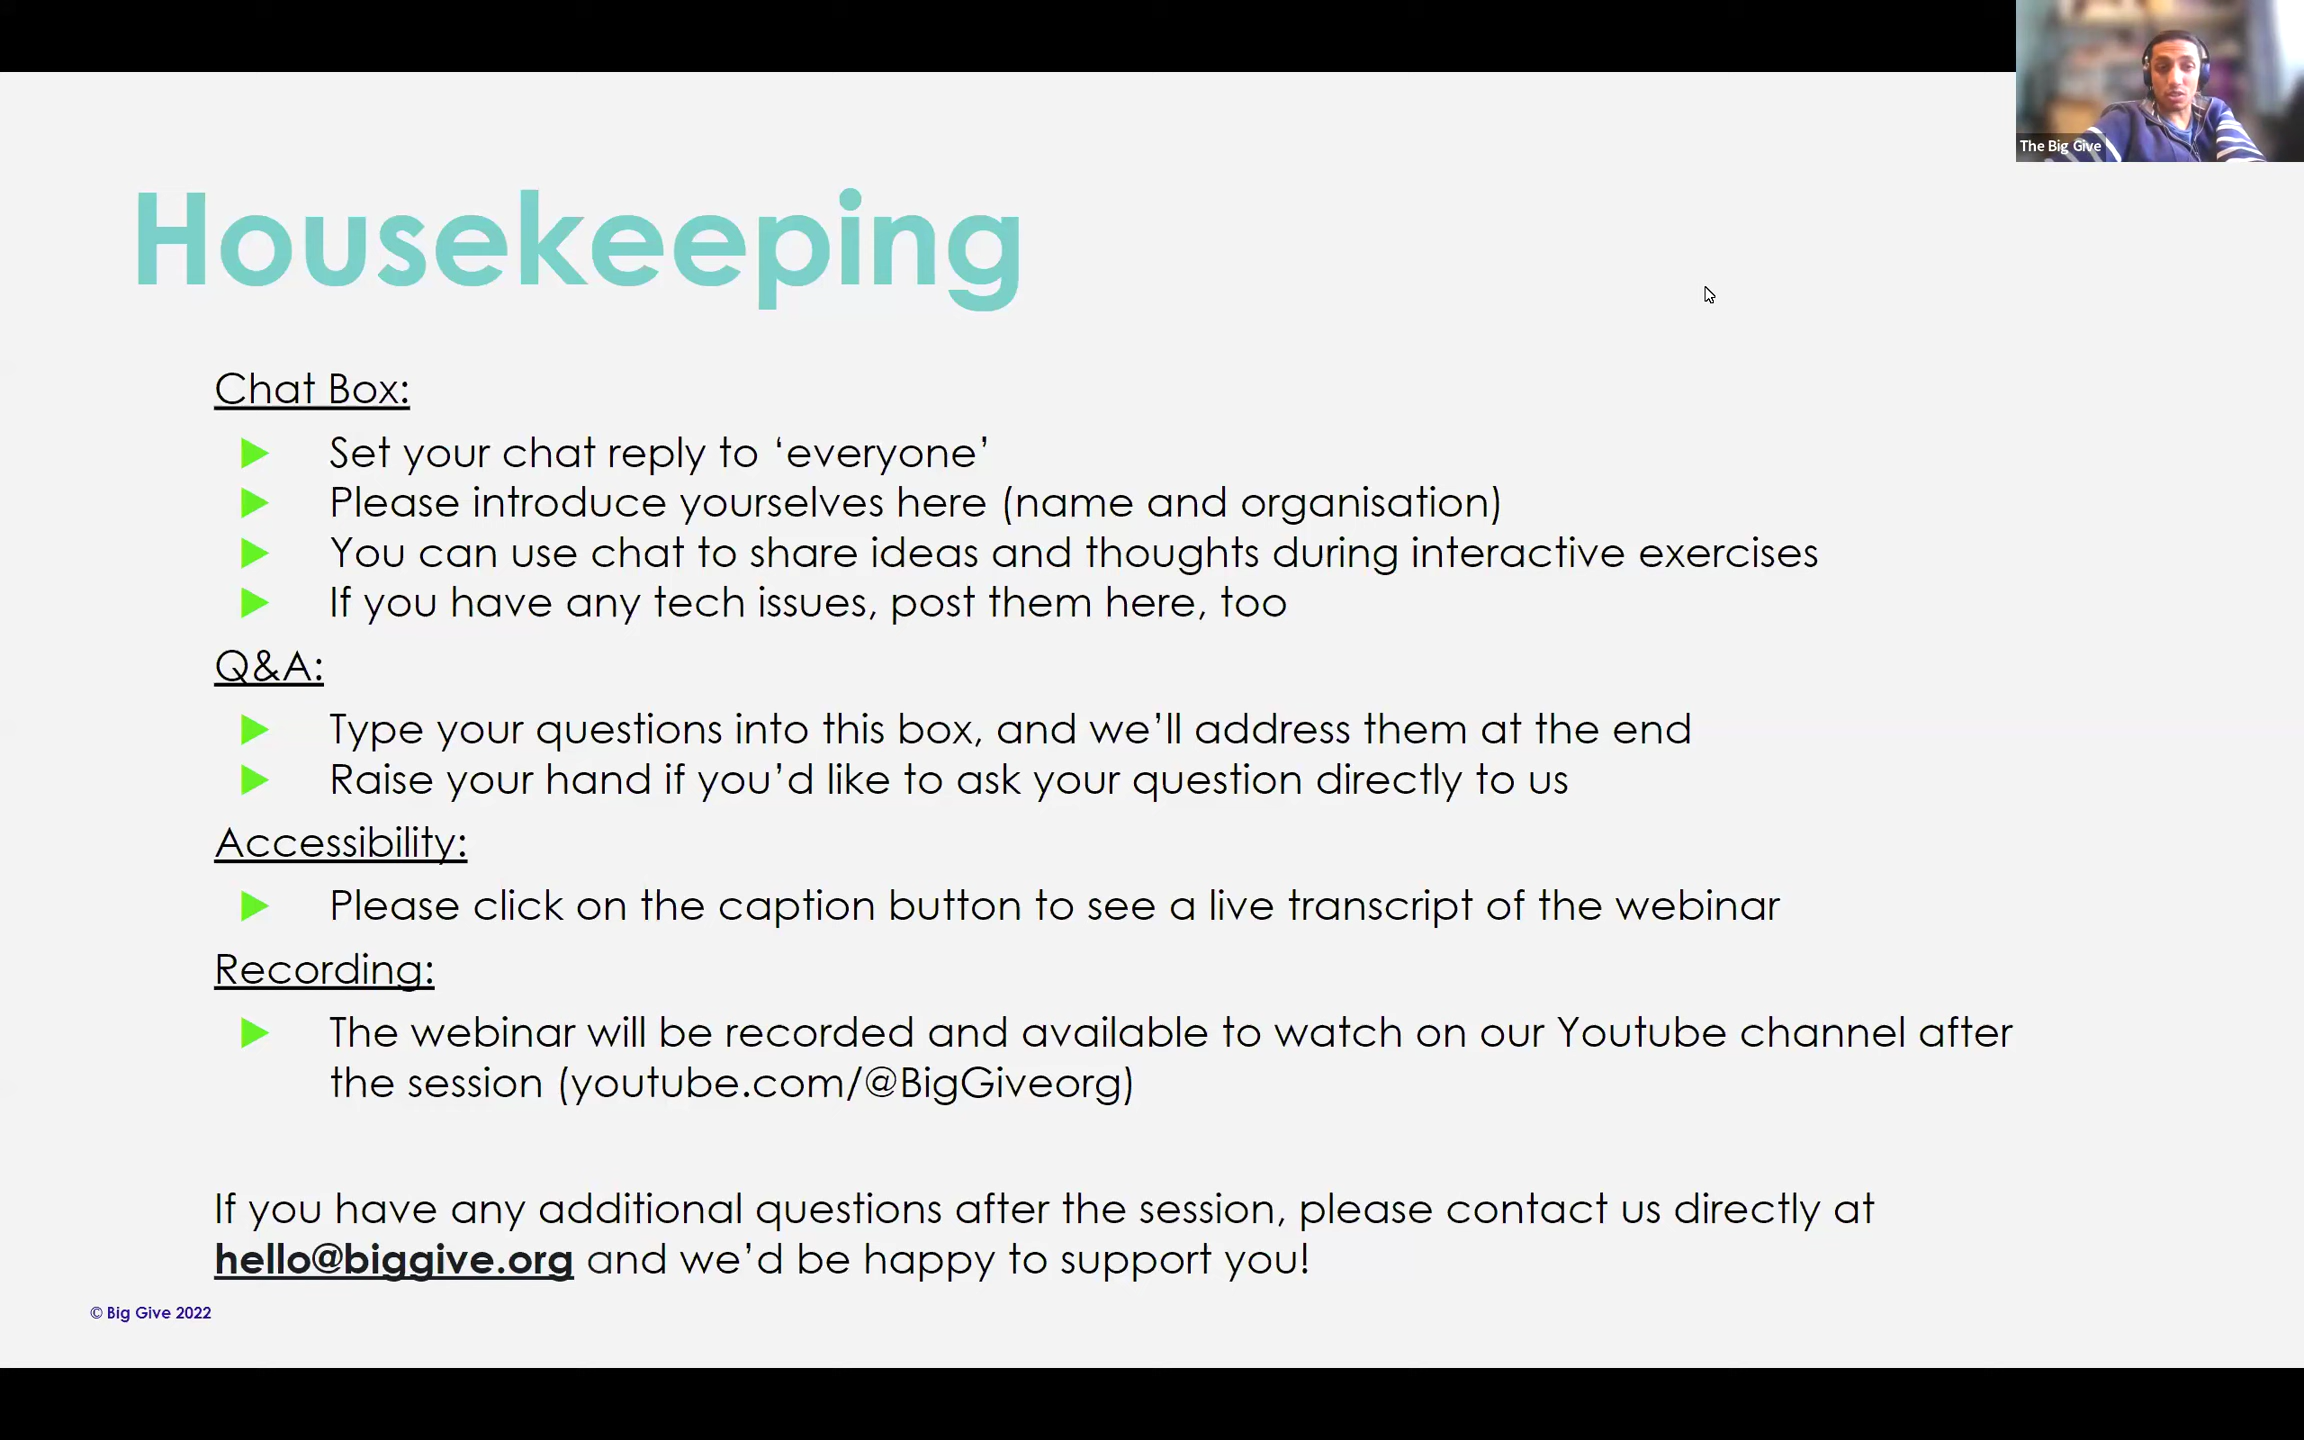 The Big Give
Housekeeping
Chat Box:
Set your chat reply to ‘everyone’
Please introduce yourselves here (name and organisation)
You can use chat to share ideas and thoughts during interactive exercises
If you have any tech issues, post them here, too
Q&A:
Type your questions into this box, and we’ll address them at the end
Raise your hand if you’d like to ask your question directly to us
Accessibility:
Please click on the caption button to see a live transcript of the webinar
Recording:
The webinar will be recorded and available to watch on our Youtube channel after
the session (youtube.com/@BigGiveorg)
If you have any additional questions after the session, please contact us directly at
hello@biggive.org and we’d be happy to support you!
© Big Give 2022